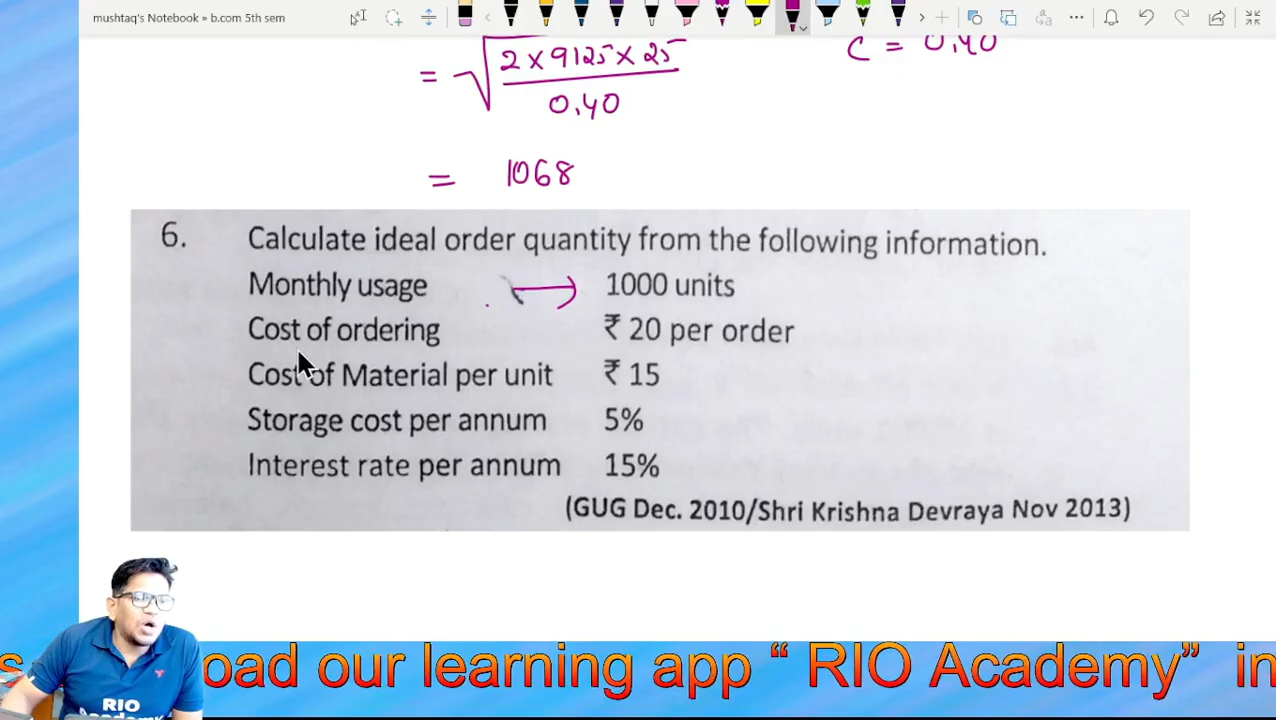 mushtaq's Notebook » b.com 5th sem
= √ 2 × 9125 × 25
0.40
C = 0.40
= 1068
6. Calculate ideal order quantity from the following information.
Monthly usage → 1000 units
Cost of ordering ₹ 20 per order
Cost of Material per unit ₹ 15
Storage cost per annum 5%
Interest rate per annum 15%
(GUG Dec. 2010/Shri Krishna Devraya Nov 2013)
RIO
Academy
oad our learning app “ RIO Academy” in